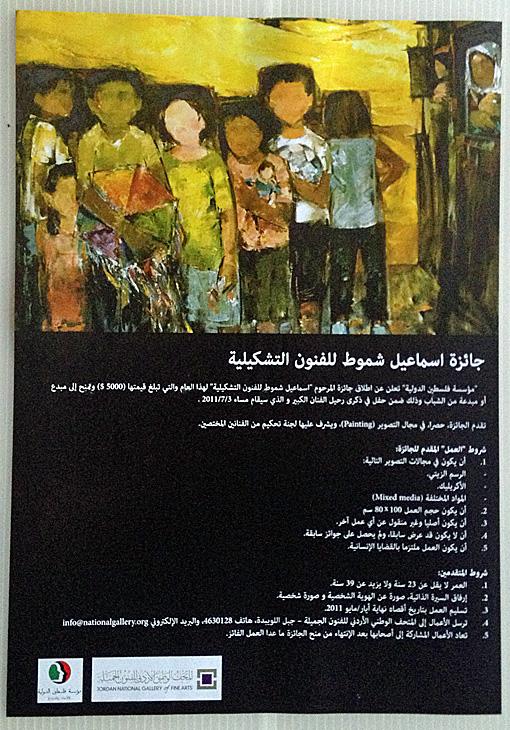 جائزة اسماعيل شموط للفنون التشكيلية
"مؤسسة فلسطين الدولية" تعلن عن اطلاق جائزة المرحوم "اسماعيل شموط للفنون التشكيلية" لهذا العام والتي تبلغ قيمتها (5000 $) وتمنح إلى مبدع
أو مبدعة من الشباب وذلك ضمن حفل في ذكرى رحيل الفنان الكبير و الذي سيقام مساء 2011/7/3 .
تقدم الجائزة، حصرا، في مجال التصوير (Painting)، ويشرف عليها لجنة تحكيم من الفنانين المختصين.
شروط "العمل" المقدم للجائزة:
1. أن يكون في مجالات التصوير التالية:
- الرسم الزيتي.
- الأكريليك.
- المواد المختلفة (Mixed media)
2. أن يكون حجم العمل 100 x 80 سم
3. أن يكون أصليا وغير منقول عن أي عمل آخر.
4. أن لا يكون قد عرض سابقا، ولم يحصل على جوائز سابقة.
5. أن يكون العمل ملتزما بالقضايا الإنسانية.
شروط المتقدمين:
1. العمر لا يقل عن 23 سنة ولا يزيد عن 39 سنة.
2. إرفاق السيرة الذاتية، صورة عن الهوية الشخصية و صورة شخصية.
3. تسليم العمل بتاريخ أقصاه نهاية أيار/مايو 2011.
4. ترسل الأعمال إلى المتحف الوطني الأردني للفنون الجميلة – جبل اللويبدة، هاتف 4630128، والبريد الإلكتروني info@nationalgallery.org
5. تعاد الأعمال المشاركة إلى أصحابها بعد الإنتهاء من منح الجائزة ما عدا العمل الفائز.
المتحف الوطني الأردني للفنون الجميلة
JORDAN NATIONAL GALLERY OF FINE ARTS
مؤسسة فلسطين الدولية